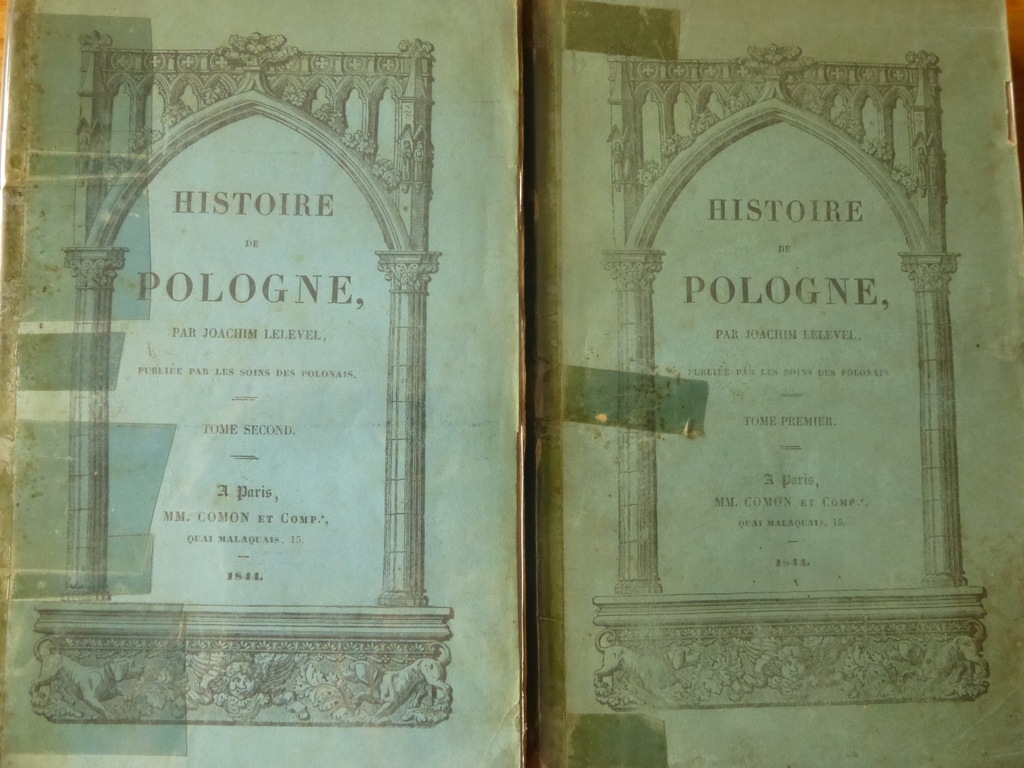 HISTOIRE
DE
POLOGNE,
PAR JOACHIM LELEVEL,
PUBLIÉE PAR LES SOINS DES POLONAIS.
TOME SECOND.
A Paris,
MM. COMON ET COMP.ᵉ,
QUAI MALAQUAIS, 15.
1844.
HISTOIRE
DE
POLOGNE,
PAR JOACHIM LELEVEL,
PUBLIÉE PAR LES SOINS DES POLONAIS.
TOME PREMIER.
A Paris,
MM. COMON ET COMP.ᵉ,
QUAI MALAQUAIS, 15.
1844.